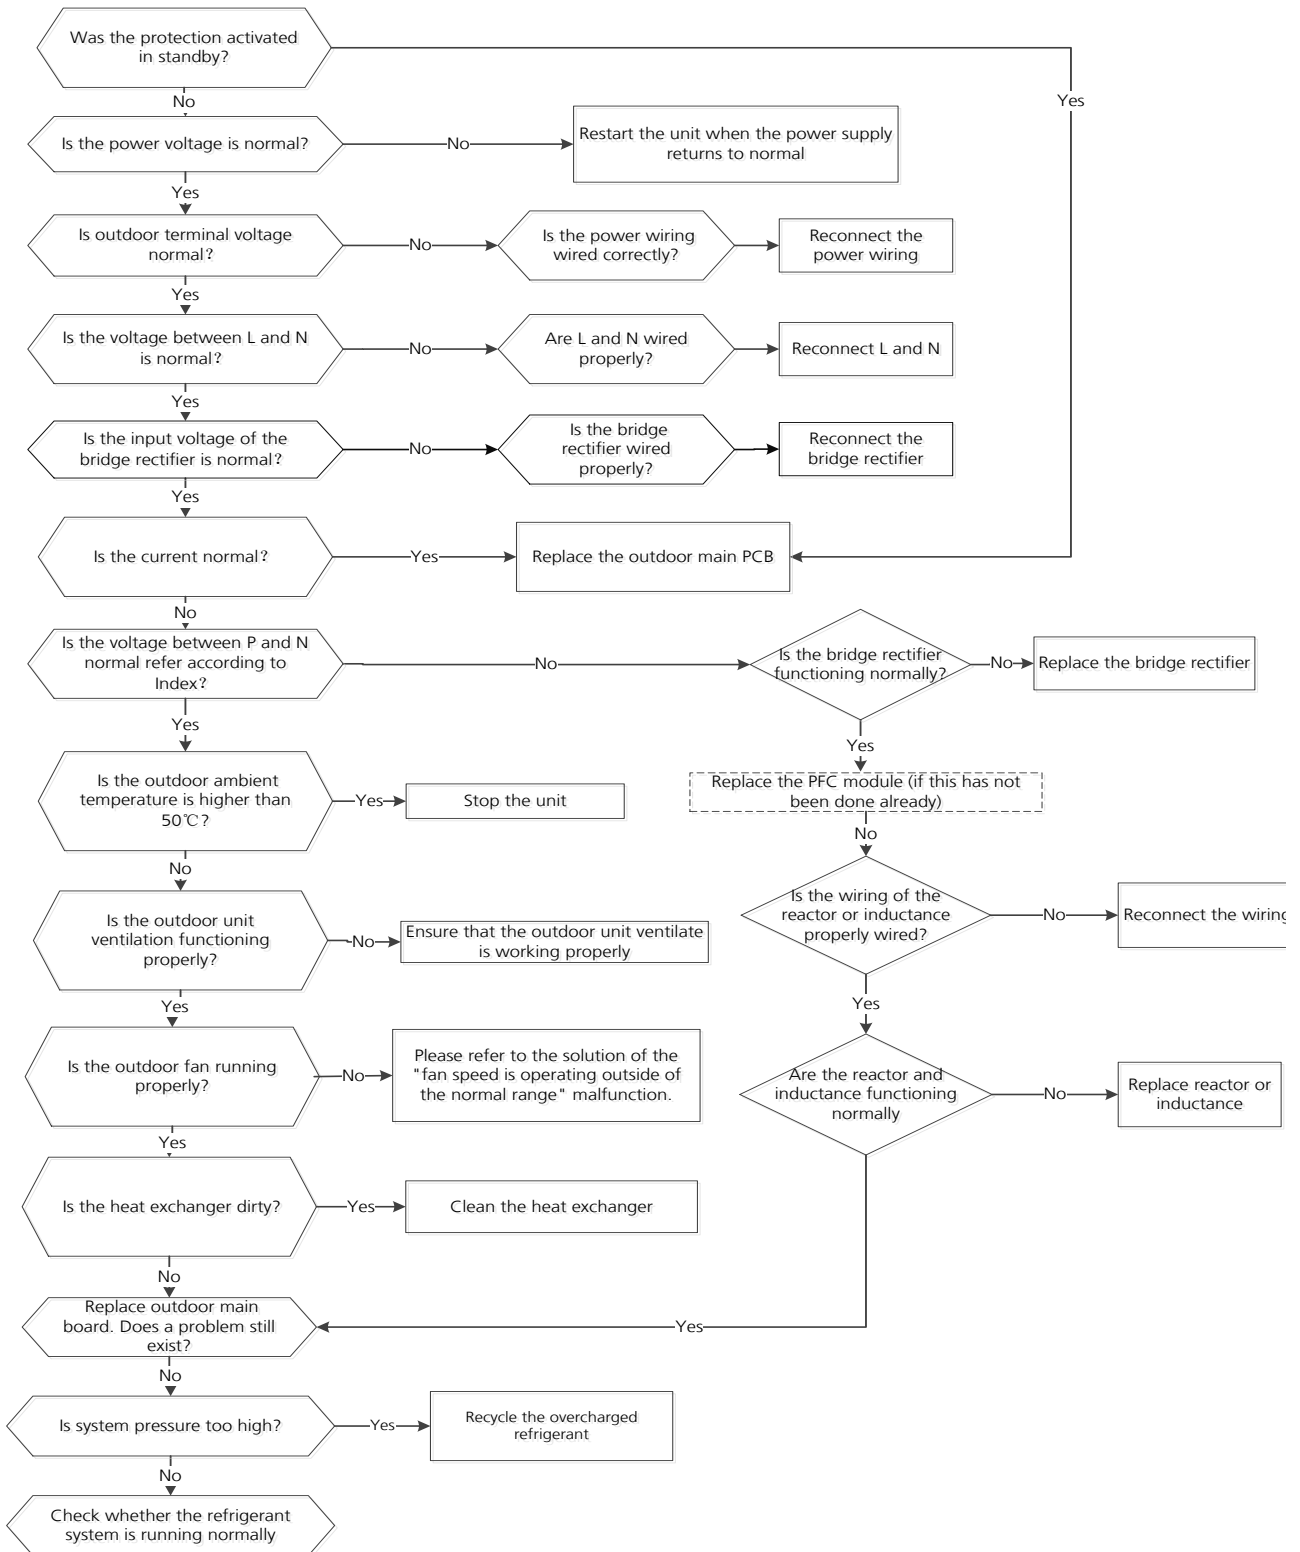 Was the protection activated
in standby?
Yes
No
Is the power voltage is normal?
No
Restart the unit when the power supply
returns to normal
Yes
Is outdoor terminal voltage
normal?
No
Is the power wiring
wired correctly?
Reconnect the
power wiring
Yes
Is the voltage between L and N
is normal?
No
Are L and N wired
properly?
Reconnect L and N
Yes
Is the input voltage of the
bridge rectifier is normal?
No
Is the bridge
rectifier wired
properly?
Reconnect the
bridge rectifier
Yes
Is the current normal?
Yes
Replace the outdoor main PCB
No
Is the voltage between P and N
normal refer according to
Index?
No
Is the bridge rectifier
functioning normally?
No
Replace the bridge rectifier
Yes
Yes
Is the outdoor ambient
temperature is higher than
50℃?
Yes
Stop the unit
Replace the PFC module (if this has not
been done already)
No
No
Is the outdoor unit
ventilation functioning
properly?
No
Ensure that the outdoor unit ventilate
is working properly
Is the wiring of the
reactor or inductance
properly wired?
No
Reconnect the wiring
Yes
Yes
Is the outdoor fan running
properly?
No
Please refer to the solution of the
"fan speed is operating outside of
the normal range" malfunction.
Are the reactor and
inductance functioning
normally
No
Replace reactor or
inductance
Yes
Is the heat exchanger dirty?
Yes
Clean the heat exchanger
No
Replace outdoor main
board. Does a problem still
exist?
Yes
No
Is system pressure too high?
Yes
Recycle the overcharged
refrigerant
No
Check whether the refrigerant
system is running normally